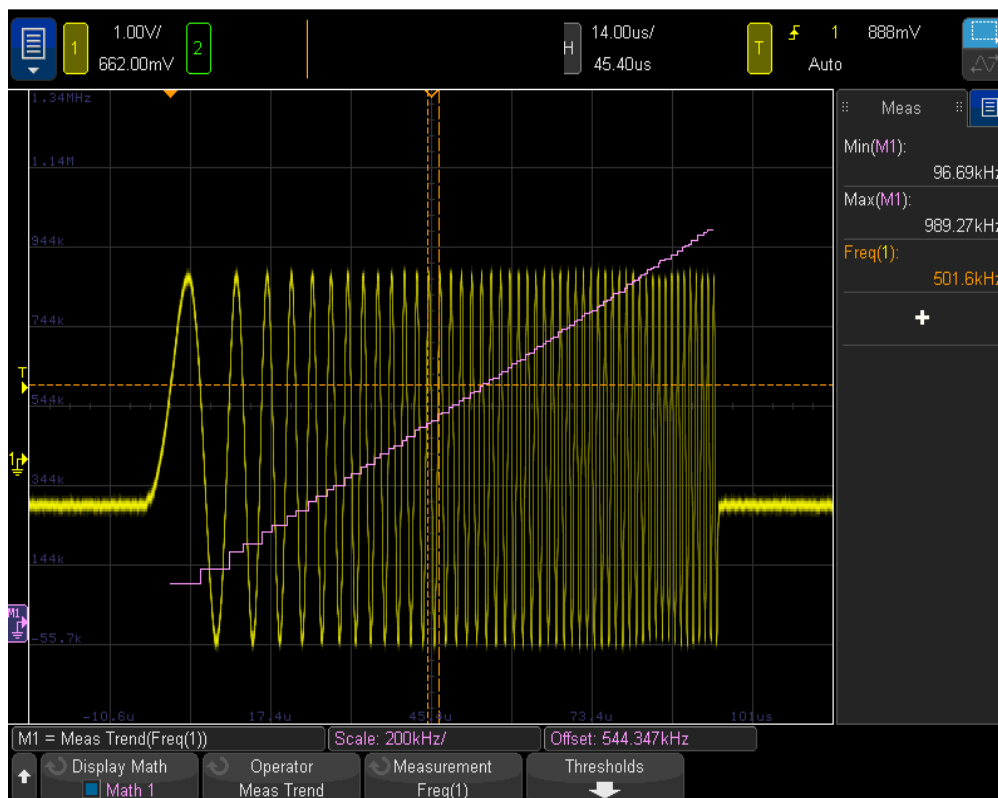 1 1.00V/ 2 H 14.00us/ T 1 888mV
662.00mV 45.40us Auto
1.34MHz
1.14M
944k
744k
T
544k
1
344k
144k
M1
-55.7k
-10.6u 17.4u 73.4u 101us
Meas
Min(M1):
96.69kHz
Max(M1):
989.27kHz
Freq(1):
501.6kHz
+
M1 = Meas Trend(Freq(1)) Scale: 200kHz/ Offset: 544.347kHz
Display Math Operator Measurement Thresholds
Math 1 Meas Trend Freq(1)